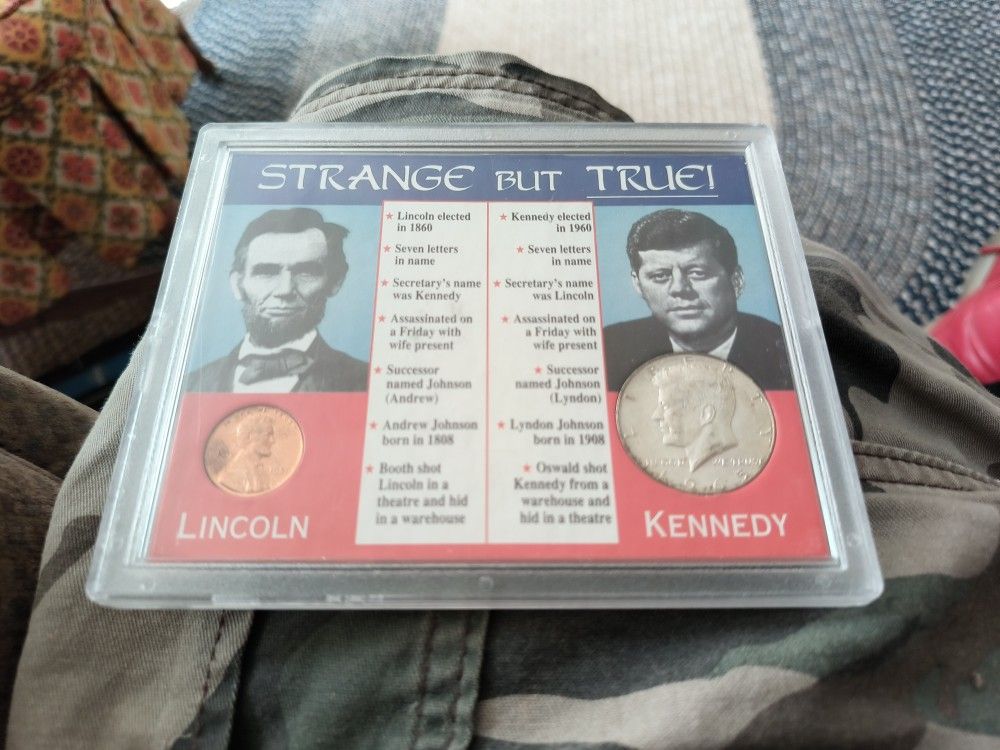 STRANGE BUT TRUE!
★ Lincoln elected
in 1860
★ Seven letters
in name
★ Secretary's name
was Kennedy
★ Assassinated on
a Friday with
wife present
★ Successor
named Johnson
(Andrew)
★ Andrew Johnson
born in 1808
★ Booth shot
Lincoln in a
theatre and hid
in a warehouse
★ Kennedy elected
in 1960
★ Seven letters
in name
★ Secretary's name
was Lincoln
★ Assassinated on
a Friday with
wife present
★ Successor
named Johnson
(Lyndon)
★ Lyndon Johnson
born in 1908
★ Oswald shot
Kennedy from a
warehouse and
hid in a theatre
LINCOLN
KENNEDY